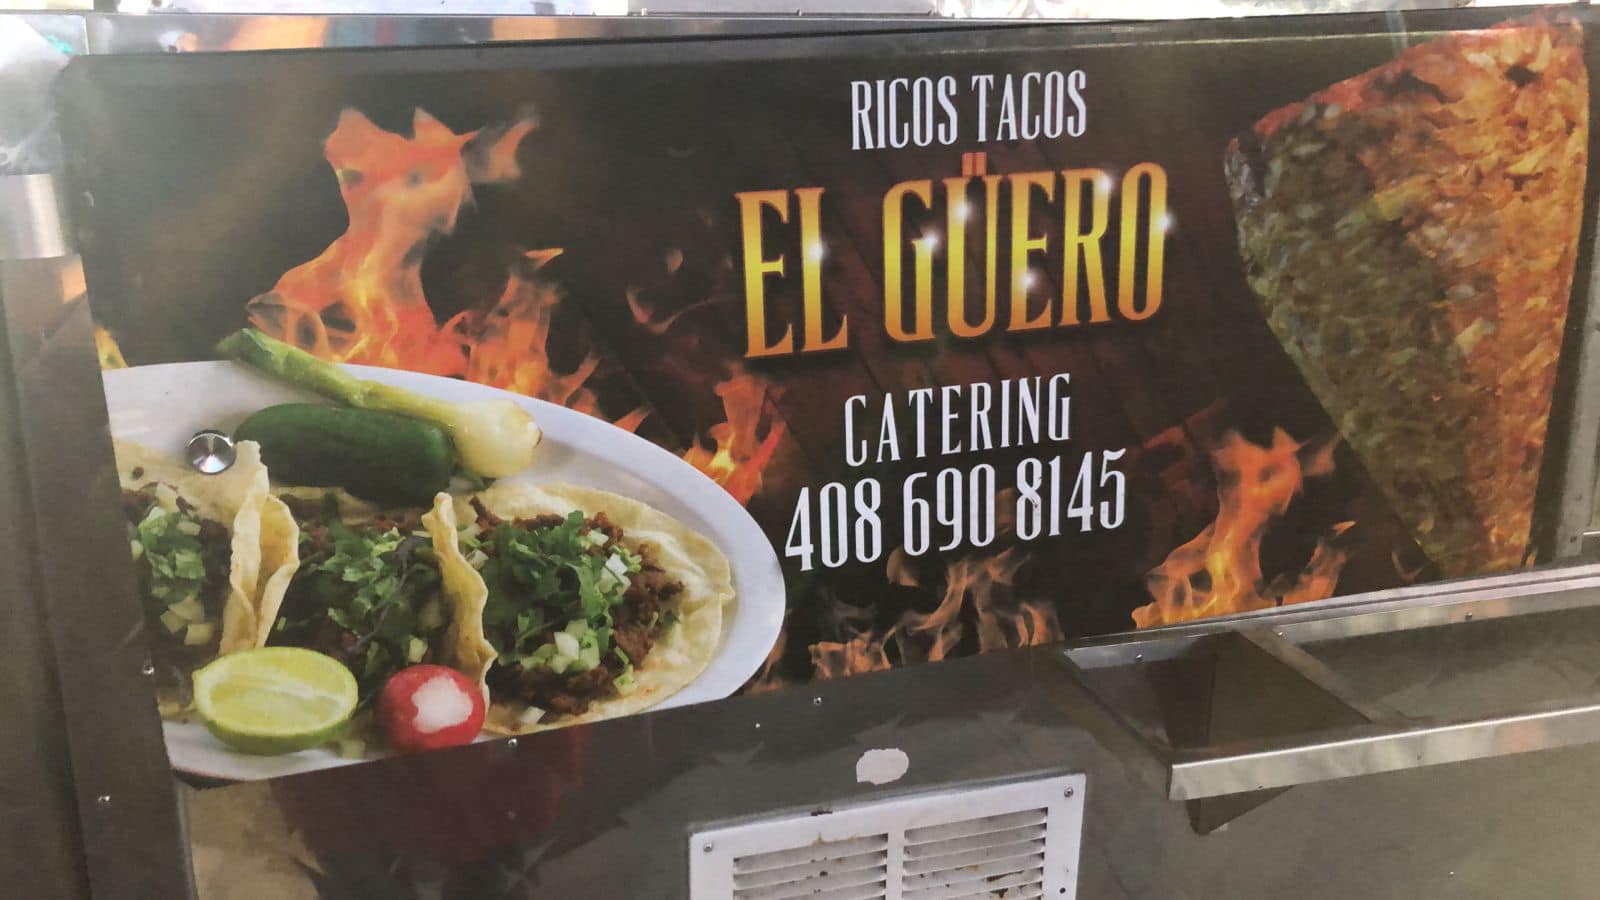 RICOS TACOS
EL GÜERO
CATERING
408 690 8145